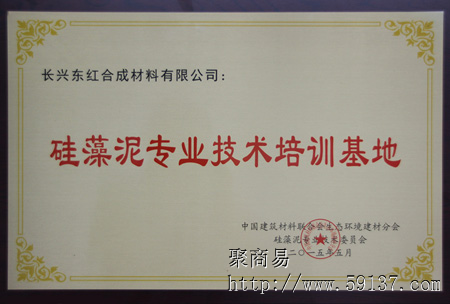 长兴东红合成材料有限公司：
硅藻泥专业技术培训基地
中国建筑材料联合会生态环境建材分会
硅藻泥专业技术委员会
二〇一五年五月
聚商易
www.59137.com